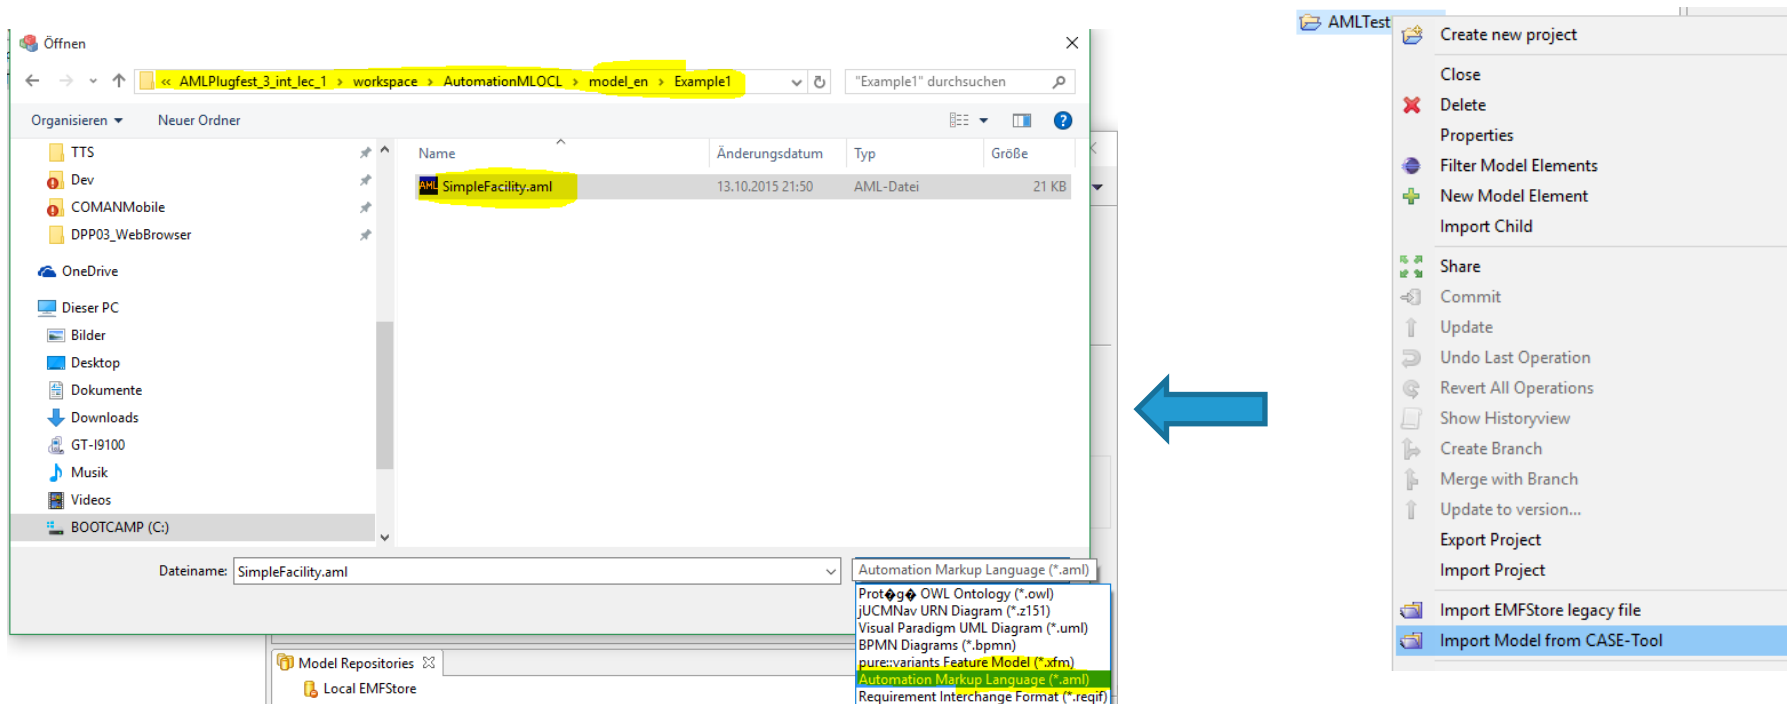 Öffnen
« AMLPlugfest_3_int_lec_1 › workspace › AutomationMLOCL › model_en › Example1
"Example1" durchsuchen
Organisieren
Neuer Ordner
TTS
Dev
COMANMobile
DPP03_WebBrowser
OneDrive
Dieser PC
Bilder
Desktop
Dokumente
Downloads
GT-I9100
Musik
Videos
BOOTCAMP (C:)
Name Änderungsdatum Typ Größe
AML SimpleFacility.aml 13.10.2015 21:50 AML-Datei 21 KB
Dateiname: SimpleFacility.aml
Automation Markup Language (*.aml)
Prot�g� OWL Ontology (*.owl)
jUCMNav URN Diagram (*.z151)
Visual Paradigm UML Diagram (*.uml)
BPMN Diagrams (*.bpmn)
pure::variants Feature Model (*.xfm)
Automation Markup Language (*.aml)
Requirement Interchange Format (*.reqif)
Model Repositories
Local EMFStore
AMLTest
Create new project
Close
Delete
Properties
Filter Model Elements
New Model Element
Import Child
Share
Commit
Update
Undo Last Operation
Revert All Operations
Show Historyview
Create Branch
Merge with Branch
Update to version...
Export Project
Import Project
Import EMFStore legacy file
Import Model from CASE-Tool